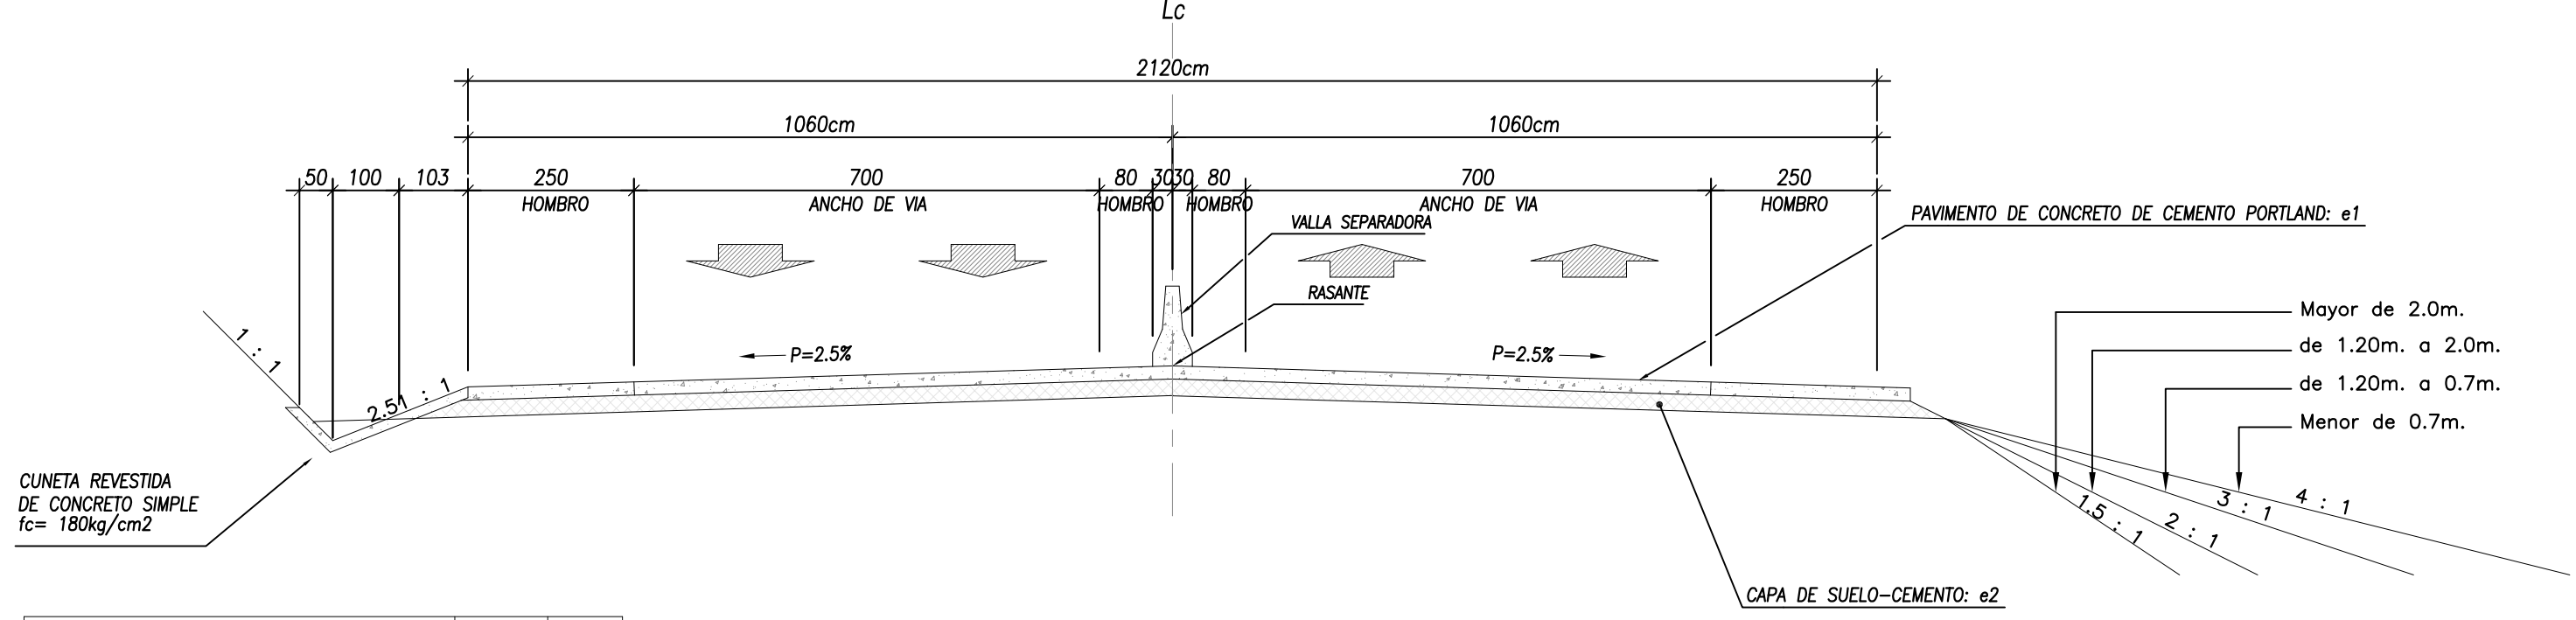 Lc
2120cm
1060cm 1060cm
50 100 103 250 700 80 30 30 80 700 250
HOMBRO ANCHO DE VIA HOMBRO HOMBRO ANCHO DE VIA HOMBRO
VALLA SEPARADORA
PAVIMENTO DE CONCRETO DE CEMENTO PORTLAND: e1
RASANTE
P=2.5% P=2.5%
1 : 1
2.51 : 1
Mayor de 2.0m.
de 1.20m. a 2.0m.
de 1.20m. a 0.7m.
Menor de 0.7m.
CUNETA REVESTIDA
DE CONCRETO SIMPLE
fc= 180kg/cm2
1.5 : 1
2 : 1
3 : 1
4 : 1
CAPA DE SUELO-CEMENTO: e2